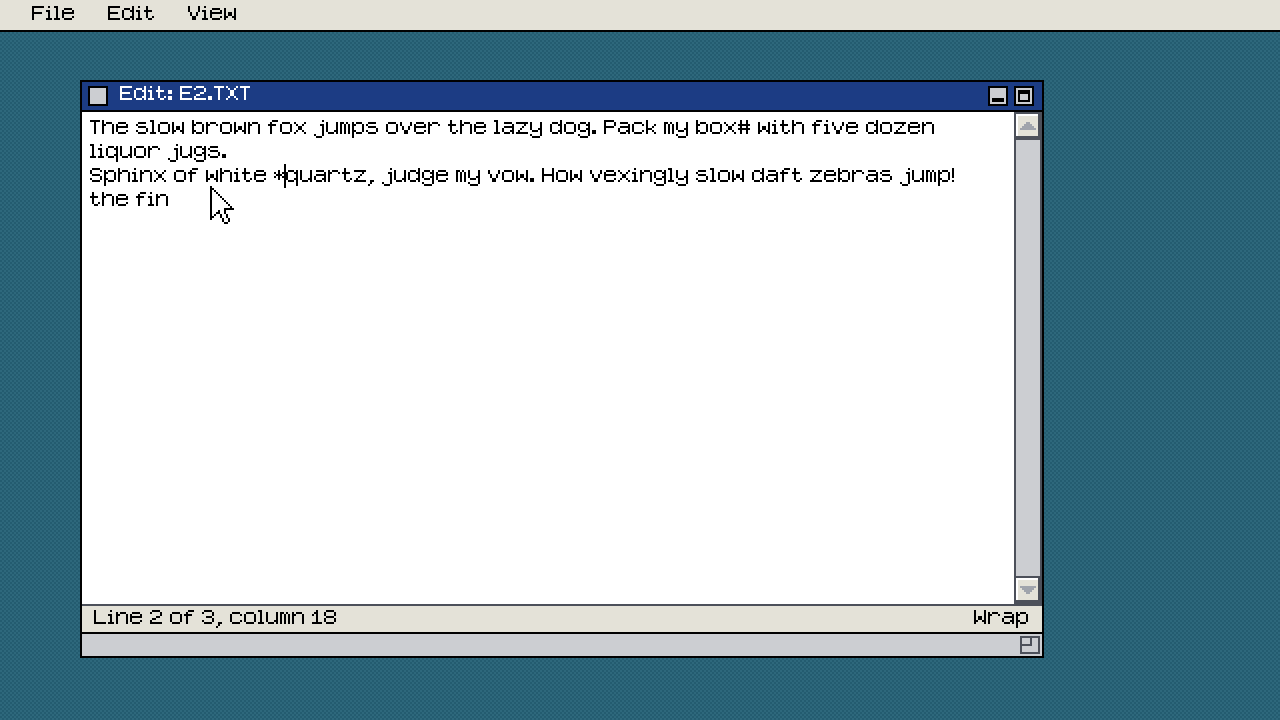 File Edit View
Edit: E2.TXT
The slow brown fox jumps over the lazy dog. Pack my box# with five dozen
liquor jugs.
Sphinx of white *quartz, judge my vow. How vexingly slow daft zebras jump!
the fin
Line 2 of 3, column 18 Wrap